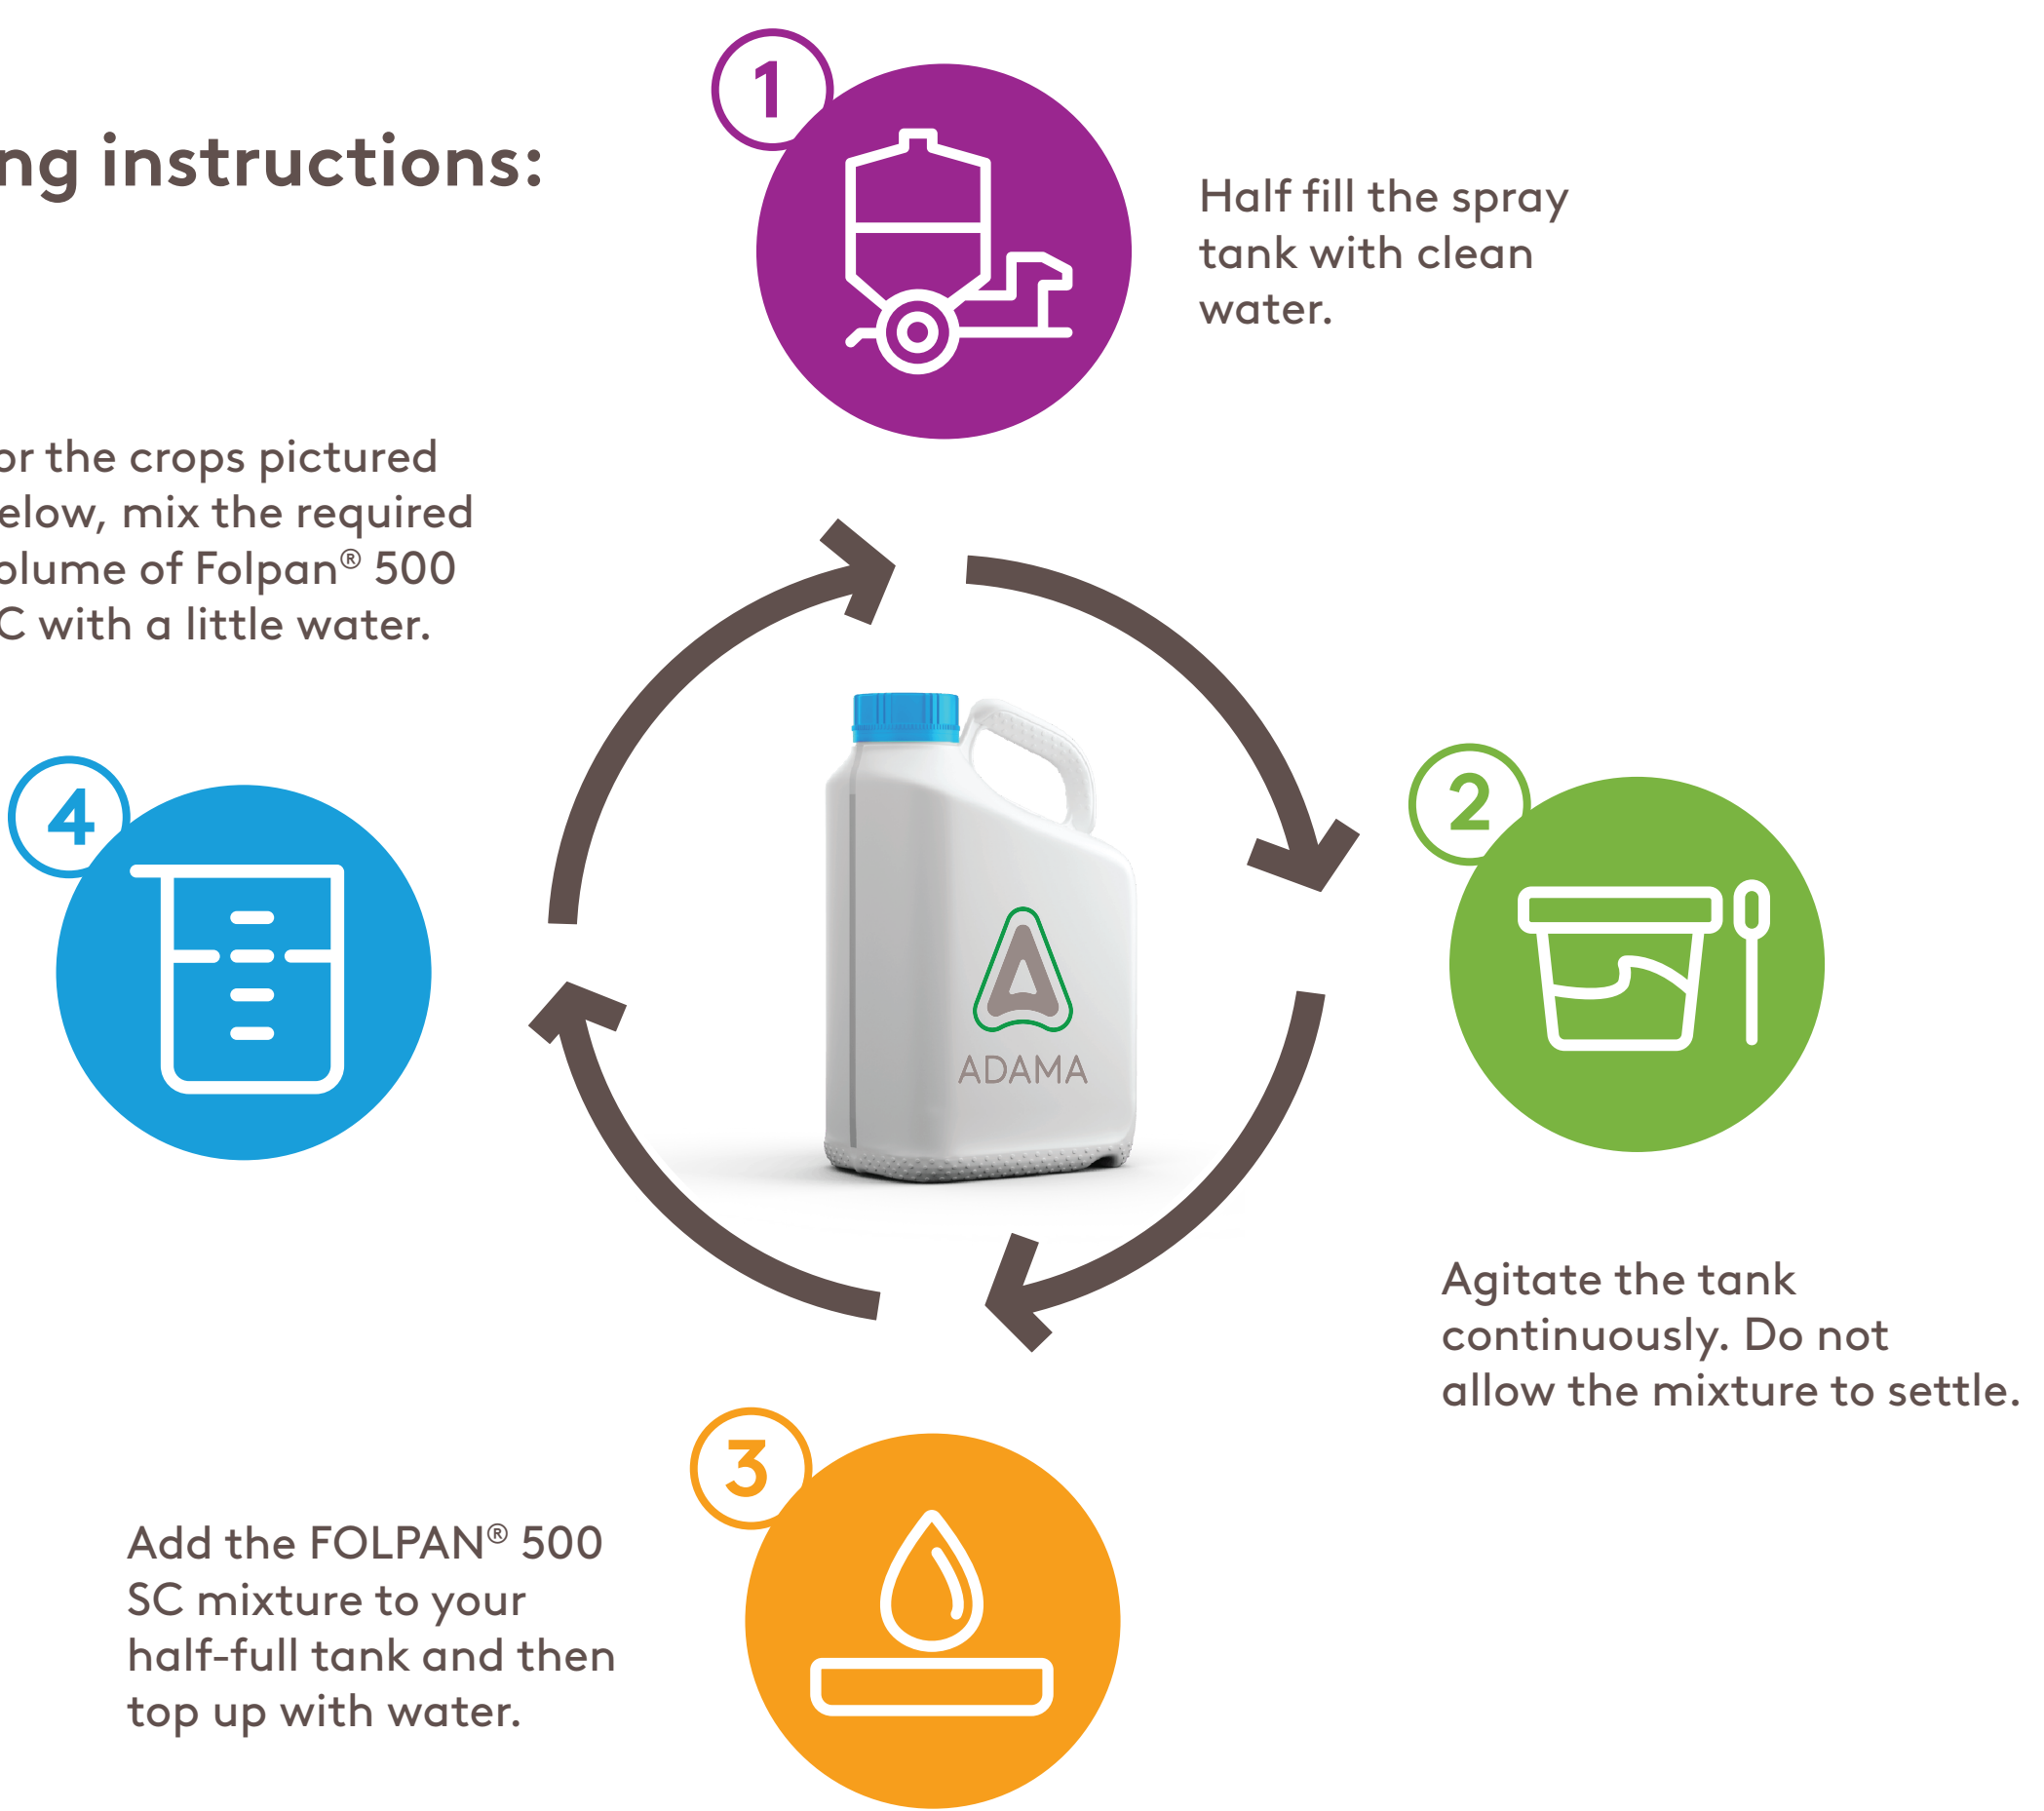 ng instructions:
1
Half fill the spray
tank with clean
water.
or the crops pictured
elow, mix the required
olume of Folpan® 500
C with a little water.
4
2
ADAMA
Agitate the tank
continuously. Do not
allow the mixture to settle.
3
Add the FOLPAN® 500
SC mixture to your
half-full tank and then
top up with water.